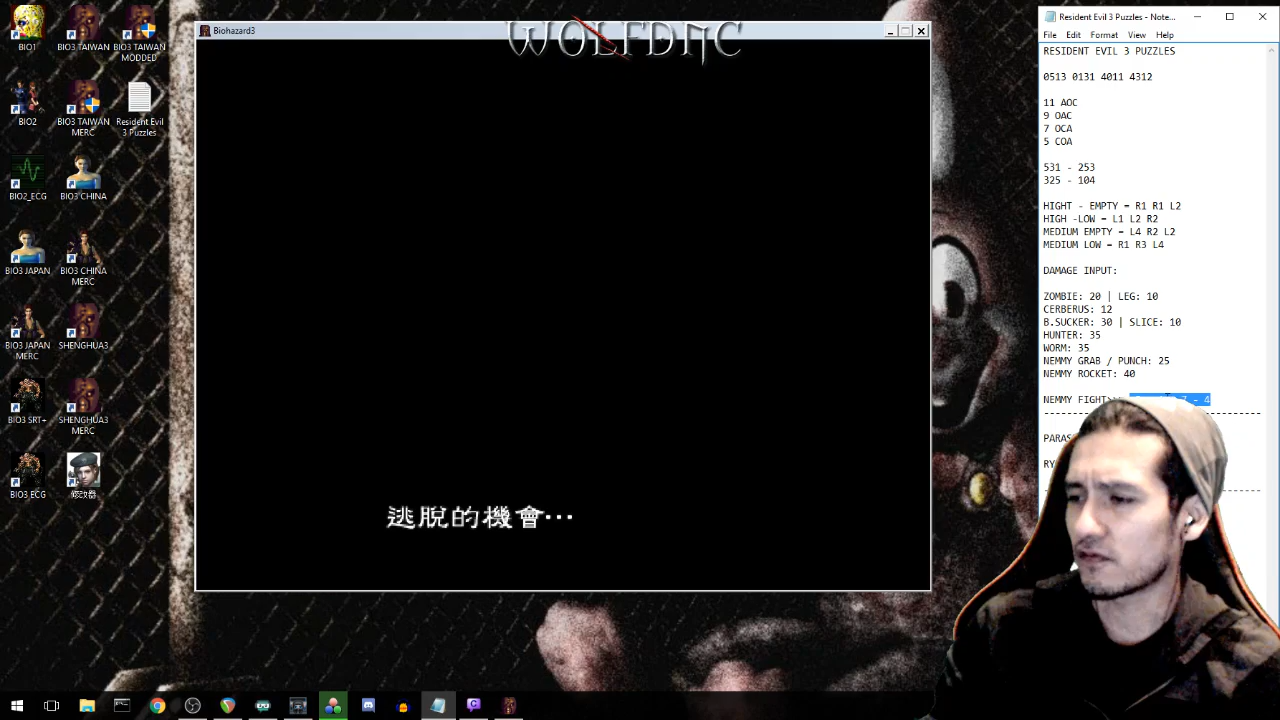 BIO1
BIO3 TAIWAN
BIO3 TAIWAN
MODDED
BIO2
BIO3 TAIWAN
MERC
Resident Evil
3 Puzzles
BIO2_ECG
BIO3 CHINA
BIO3 JAPAN
BIO3 CHINA
MERC
BIO3 JAPAN
MERC
SHENGHUA3
BIO3 SRT+
SHENGHUA3
MERC
BIO3 ECG
修改器
Biohazard3
WOLFDNC
逃脫的機會…
Resident Evil 3 Puzzles - Note...
File Edit Format View Help
RESIDENT EVIL 3 PUZZLES
0513 0131 4011 4312
11 AOC
9 OAC
7 OCA
5 COA
531 - 253
325 - 104
HIGHT - EMPTY = R1 R1 L2
HIGH -LOW = L1 L2 R2
MEDIUM EMPTY = L4 R2 L2
MEDIUM LOW = R1 R3 L4
DAMAGE INPUT:
ZOMBIE: 20 | LEG: 10
CERBERUS: 12
B.SUCKER: 30 | SLICE: 10
HUNTER: 35
WORM: 35
NEMMY GRAB / PUNCH: 25
NEMMY ROCKET: 40
NEMMY FIGHT